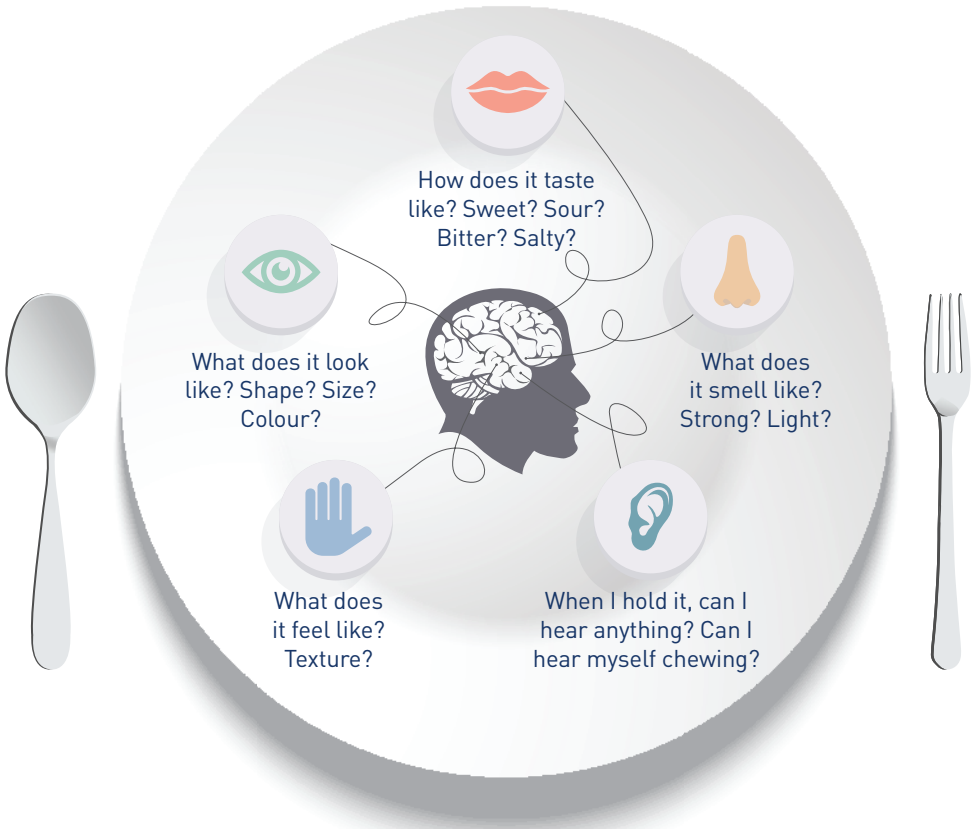 How does it taste
like? Sweet? Sour?
Bitter? Salty?
What does it look
like? Shape? Size?
Colour?
What does
it smell like?
Strong? Light?
What does
it feel like?
Texture?
When I hold it, can I
hear anything? Can I
hear myself chewing?